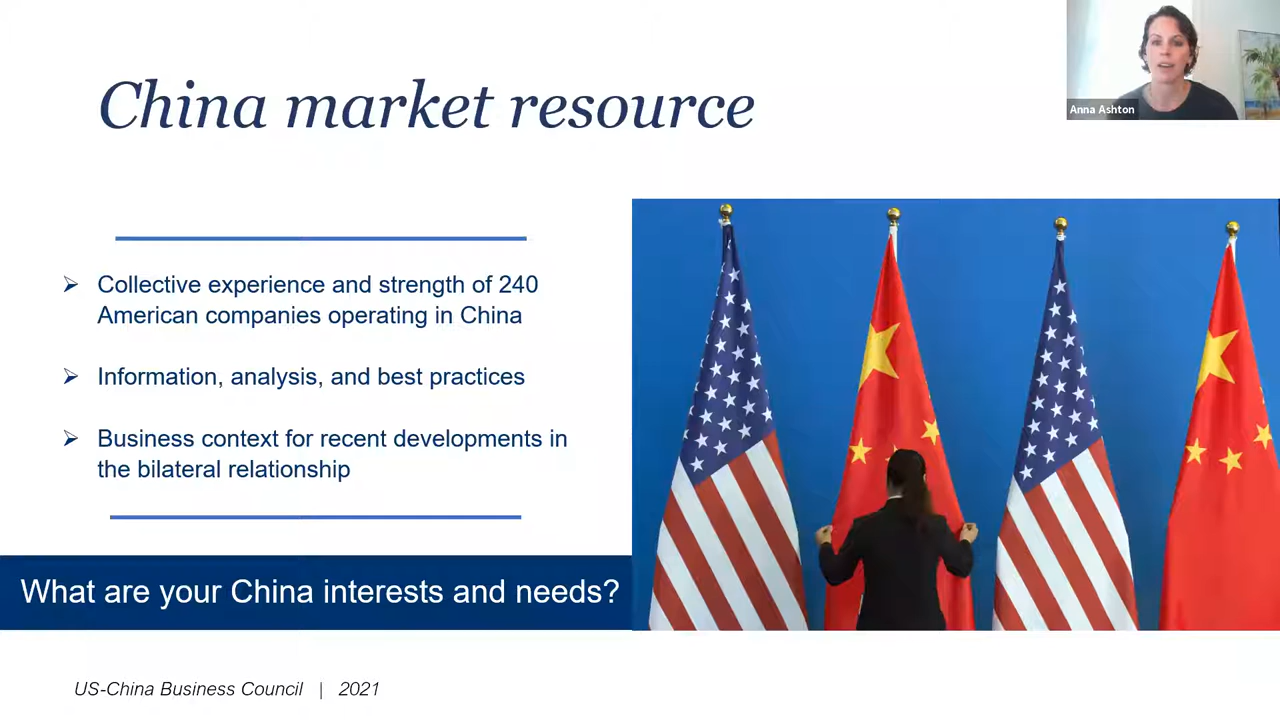 China market resource
Anna Ashton
Collective experience and strength of 240
American companies operating in China
Information, analysis, and best practices
Business context for recent developments in
the bilateral relationship
What are your China interests and needs?
US-China Business Council | 2021